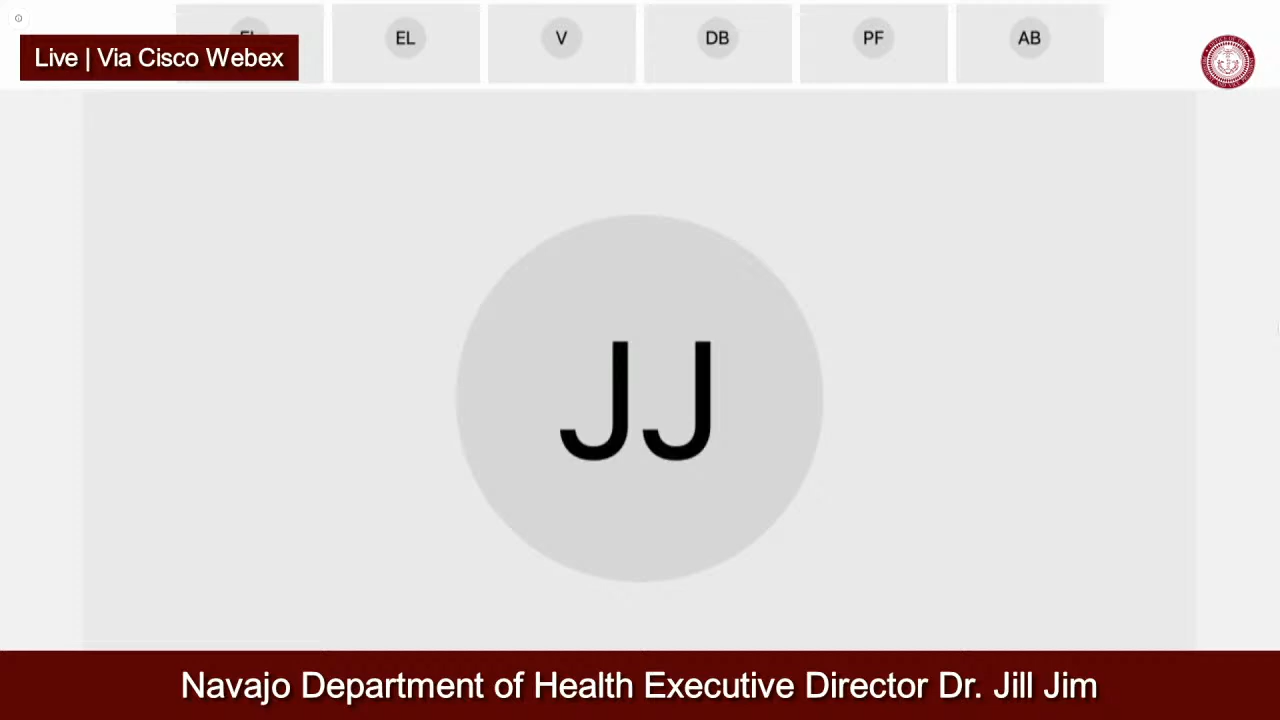 Live | Via Cisco Webex
EL
V
DB
PF
AB
JJ
Navajo Department of Health Executive Director Dr. Jill Jim